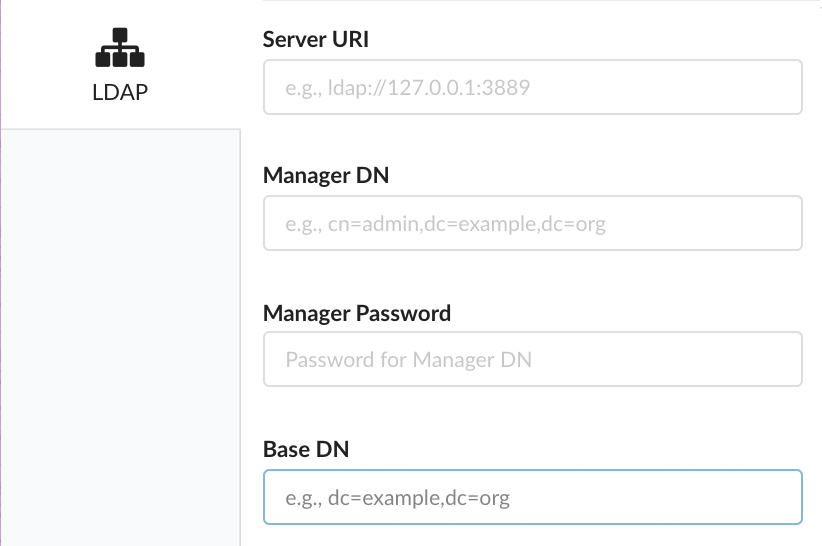 LDAP
Server URI
e.g., ldap://127.0.0.1:3889
Manager DN
e.g., cn=admin,dc=example,dc=org
Manager Password
Password for Manager DN
Base DN
e.g., dc=example,dc=org